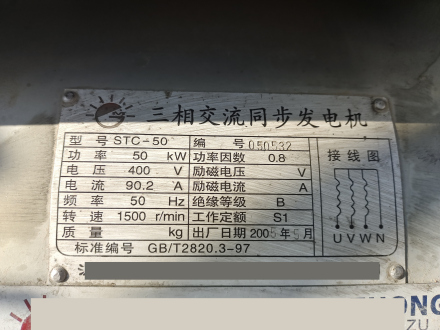 三相交流同步发电机
型 号 STC-50 编 号 050532 接线图
功 率 50 kW 功率因数 0.8
电 压 400 V 励磁电压 V
电 流 90.2 A 励磁电流 A
频 率 50 Hz 绝缘等级 B
转 速 1500 r/min 工作定额 S1 U V W N
质 量 kg 出厂日期 2005年5月
标准编号 GB/T2820.3-97
HONG
ZU